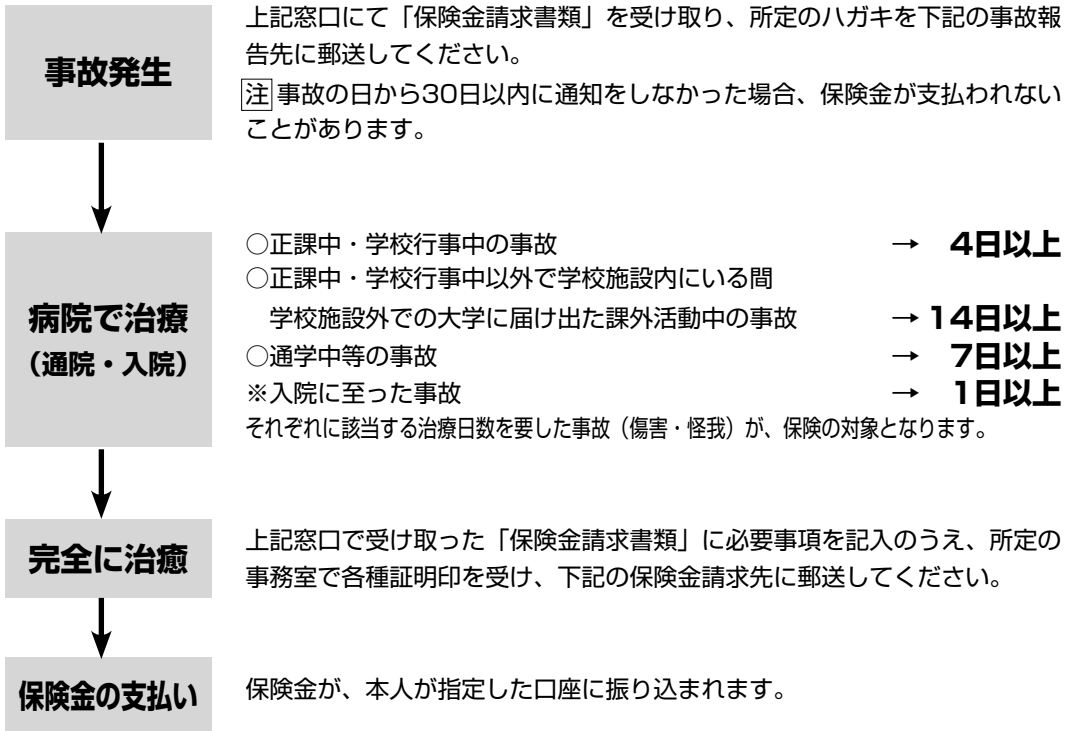 事故発生
上記窓口にて「保険金請求書類」を受け取り、所定のハガキを下記の事故報
告先に郵送してください。
注 事故の日から30日以内に通知をしなかった場合、保険金が支払われない
ことがあります。
病院で治療
（通院・入院）
○正課中・学校行事中の事故 → 4日以上
○正課中・学校行事中以外で学校施設内にいる間
学校施設外での大学に届け出た課外活動中の事故 → 14日以上
○通学中等の事故 → 7日以上
※入院に至った事故 → 1日以上
それぞれに該当する治療日数を要した事故（傷害・怪我）が、保険の対象となります。
完全に治癒
上記窓口で受け取った「保険金請求書類」に必要事項を記入のうえ、所定の
事務室で各種証明印を受け、下記の保険金請求先に郵送してください。
保険金の支払い
保険金が、本人が指定した口座に振り込まれます。